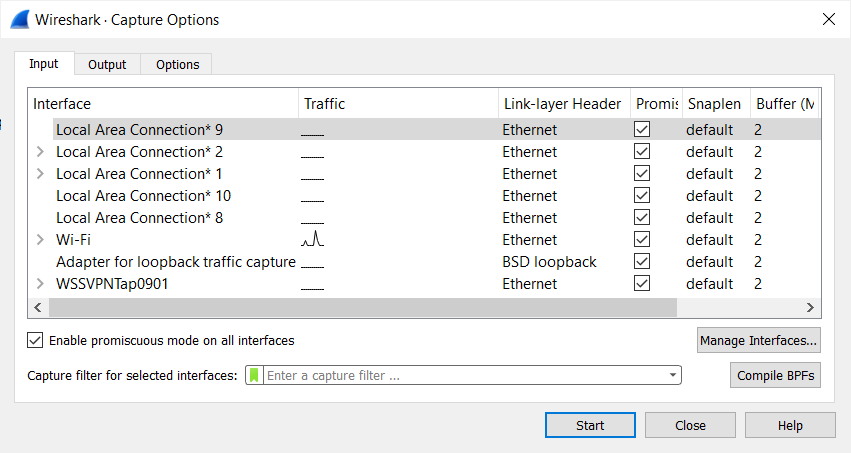 Wireshark · Capture Options
Input Output Options
Interface Traffic Link-layer Header Promis Snaplen Buffer (M
Local Area Connection* 9 Ethernet default 2
Local Area Connection* 2 Ethernet default 2
Local Area Connection* 1 Ethernet default 2
Local Area Connection* 10 Ethernet default 2
Local Area Connection* 8 Ethernet default 2
Wi-Fi Ethernet default 2
Adapter for loopback traffic capture BSD loopback default 2
WSSVPNTap0901 Ethernet default 2
Enable promiscuous mode on all interfaces Manage Interfaces...
Capture filter for selected interfaces: Enter a capture filter ... Compile BPFs
Start Close Help